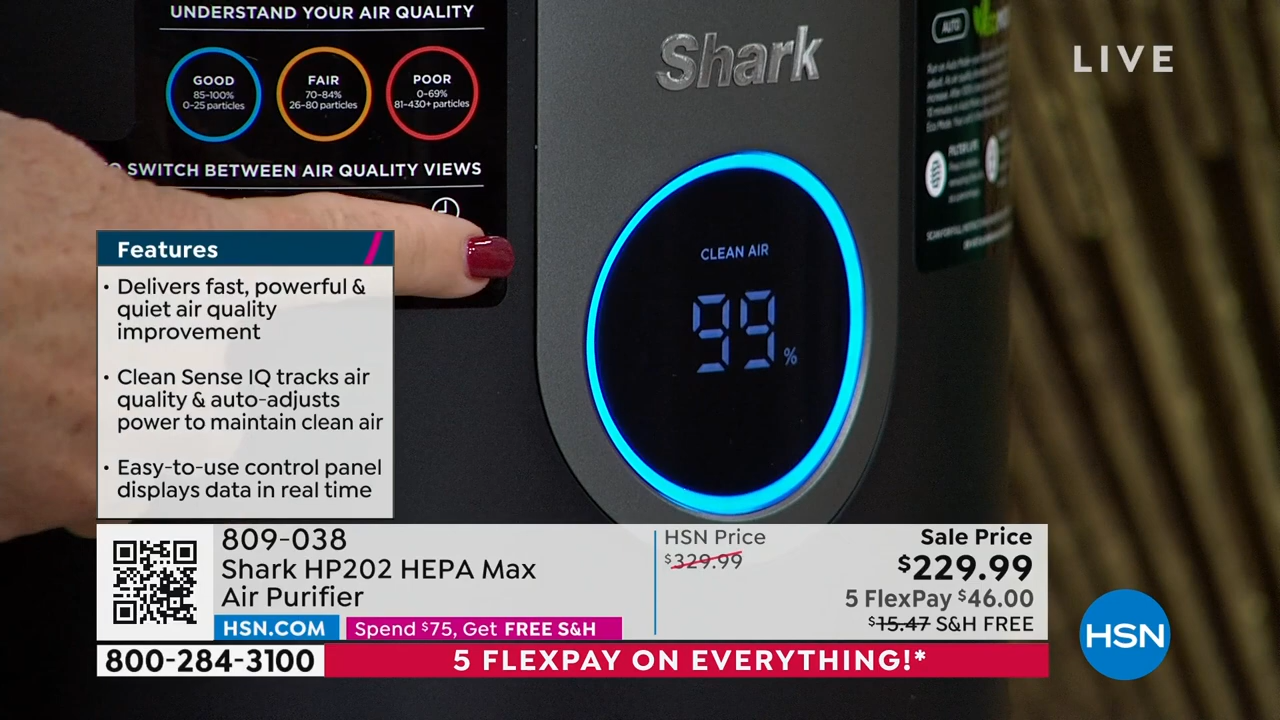 UNDERSTAND YOUR AIR QUALITY
GOOD
85-100%
0-25 particles
FAIR
70-84%
26-80 particles
POOR
0-69%
81-430+ particles
SWITCH BETWEEN AIR QUALITY VIEWS
Shark
CLEAN AIR
99%
AUTO
FILTER LIFE
LIVE
Features
• Delivers fast, powerful &
quiet air quality
improvement
• Clean Sense IQ tracks air
quality & auto-adjusts
power to maintain clean air
• Easy-to-use control panel
displays data in real time
809-038
Shark HP202 HEPA Max
Air Purifier
HSN.COM
Spend $75, Get FREE S&H
HSN Price
$329.99
Sale Price
$229.99
5 FlexPay $46.00
$15.47 S&H FREE
800-284-3100
5 FLEXPAY ON EVERYTHING!*
HSN